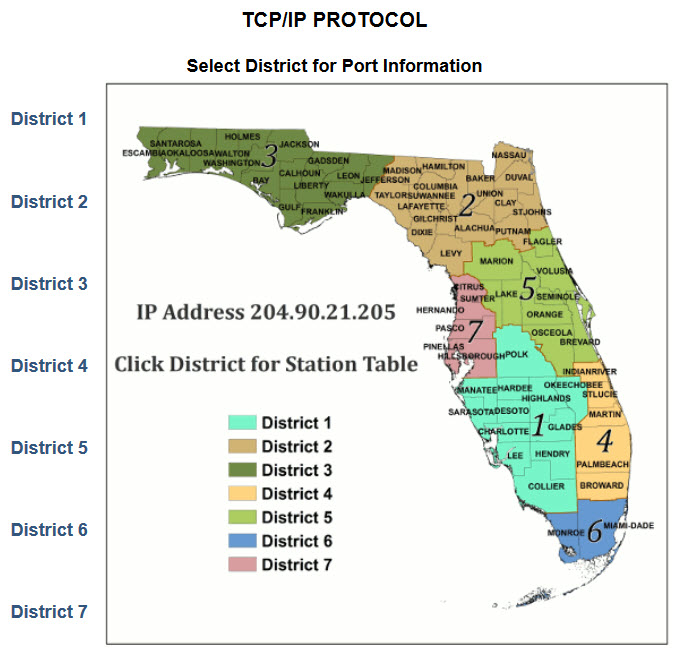 TCP/IP PROTOCOL
Select District for Port Information
District 1
District 2
District 3
District 4
District 5
District 6
District 7
HOLMES
SANTAROSA
JACKSON
ESCAMBIA OKALOOSA WALTON
3
GADSDEN
WASHINGTON
CALHOUN
LEON
JEFFERSON
BAY
LIBERTY
WAKULLA
GULF
FRANKLIN
NASSAU
HAMILTON
MADISON
BAKER
DUVAL
COLUMBIA
TAYLOR SUWANNEE
UNION
LAFAYETTE
2
CLAY
GILCHRIST
STJOHNS
DIXIE
ALACHUA
PUTNAM
FLAGLER
LEVY
MARION
VOLUSIA
CITRUS
LAKE
5
SUMTER
SEMINOLE
HERNANDO
ORANGE
PASCO
7
OSCEOLA
BREVARD
PINELLAS
HILLSBOROUGH
POLK
INDIANRIVER
MANATEE
HARDEE
OKEECHOBEE
STLUCIE
HIGHLANDS
SARASOTA
DESOTO
MARTIN
CHARLOTTE
1
GLADES
4
LEE
HENDRY
PALMBEACH
COLLIER
BROWARD
MONROE
6
MIAMI-DADE
IP Address 204.90.21.205
Click District for Station Table
District 1
District 2
District 3
District 4
District 5
District 6
District 7